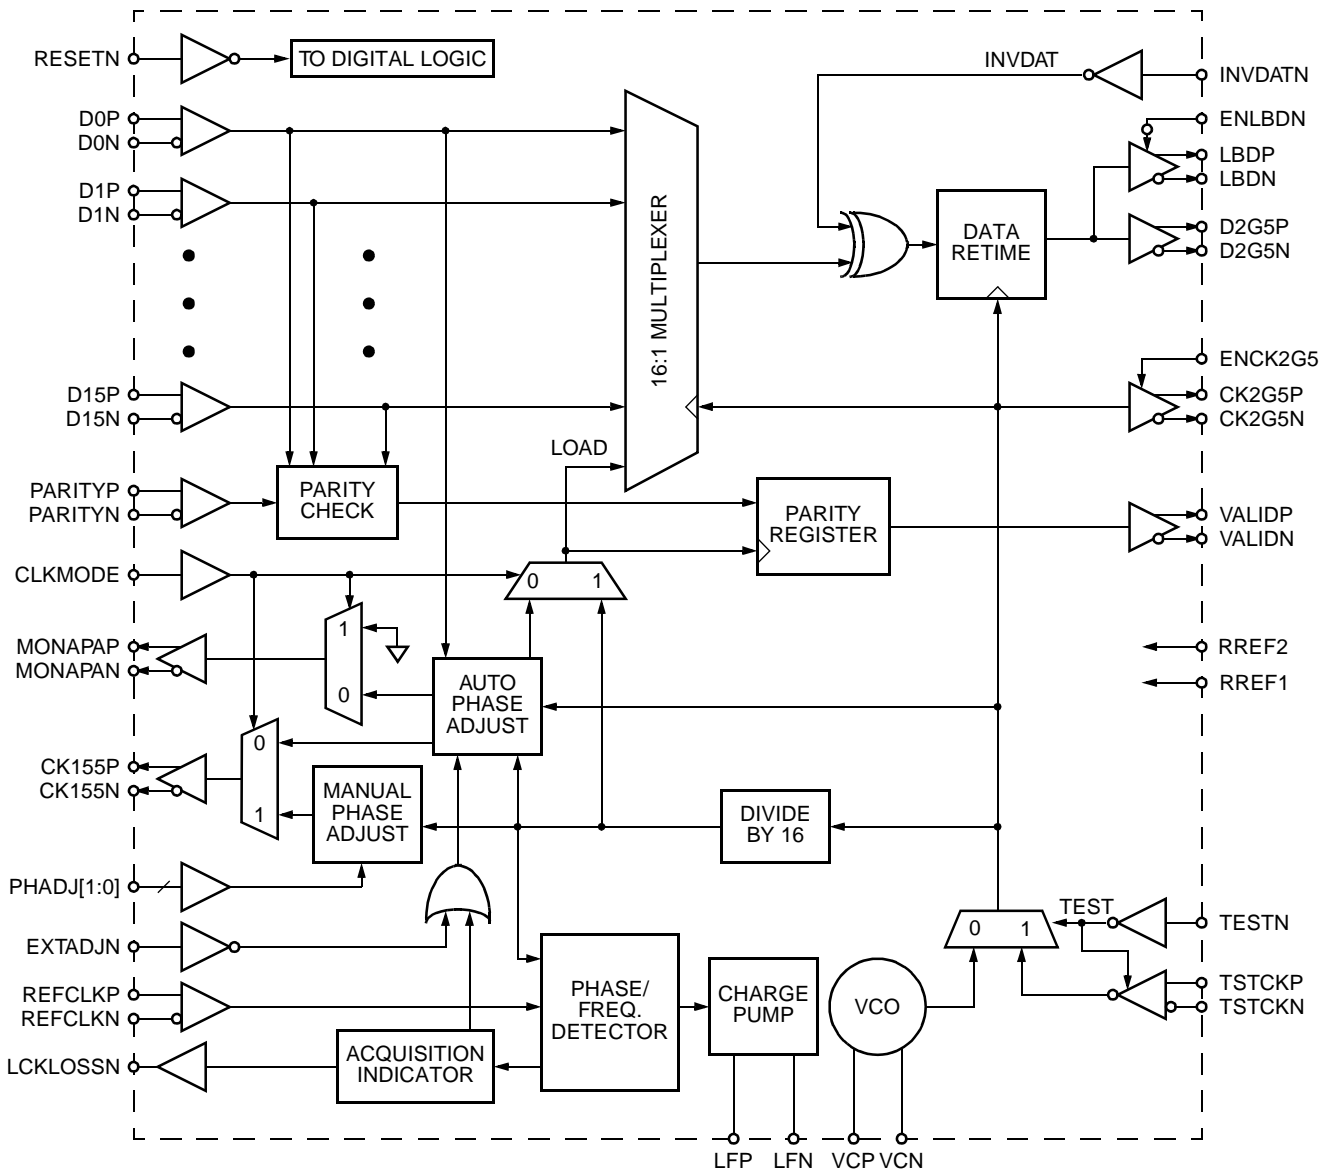 RESETN
TO DIGITAL LOGIC
INVDAT
INVDATN
D0P
D0N
ENLBDN
LBDP
LBDN
D1P
D1N
16:1 MULTIPLEXER
DATA
RETIME
D2G5P
D2G5N
D15P
D15N
ENCK2G5
CK2G5P
CK2G5N
LOAD
PARITYP
PARITYN
PARITY
CHECK
PARITY
REGISTER
VALIDP
VALIDN
CLKMODE
0 1
MONAPAP
MONAPAN
1
0
AUTO
PHASE
ADJUST
RREF2
RREF1
CK155P
CK155N
0
1
MANUAL
PHASE
ADJUST
DIVIDE
BY 16
PHADJ[1:0]
EXTADJN
0 1
TEST
TESTN
REFCLKP
REFCLKN
PHASE/
FREQ.
DETECTOR
CHARGE
PUMP
VCO
TSTCKP
TSTCKN
LCKLOSSN
ACQUISITION
INDICATOR
LFP LFN VCP VCN